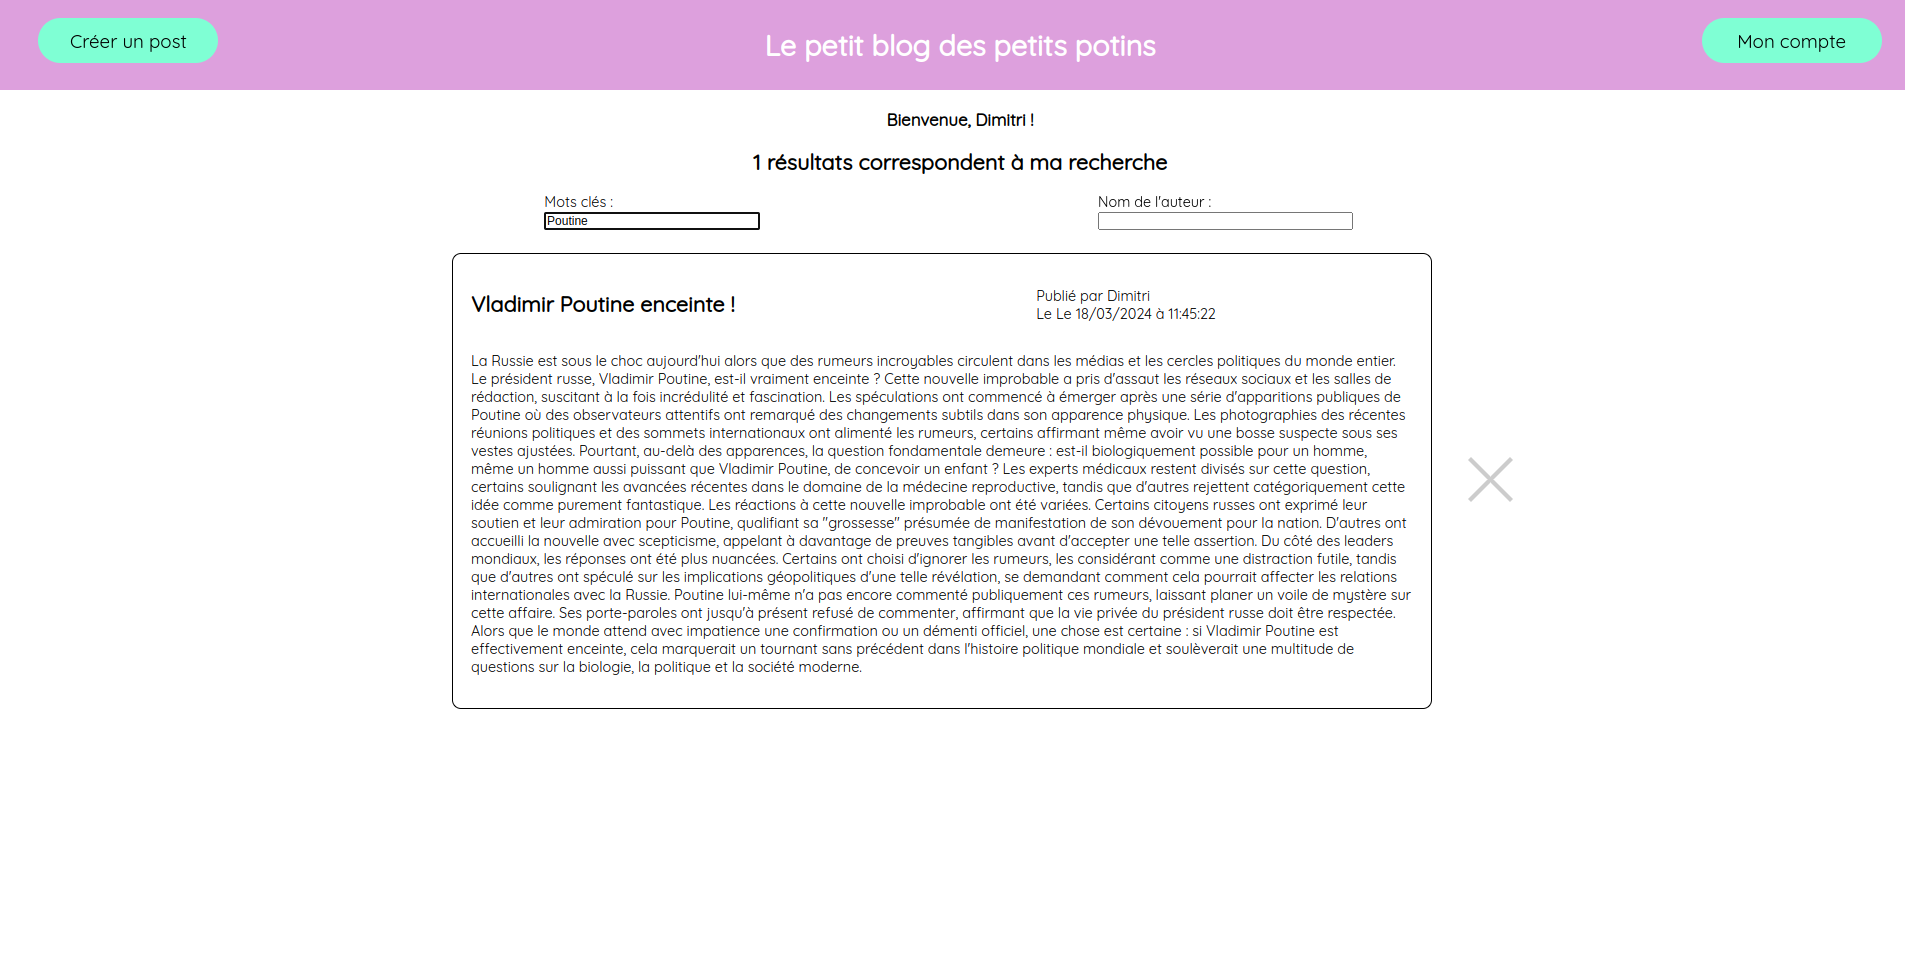 Créer un post
Le petit blog des petits potins
Mon compte
Bienvenue, Dimitri !
1 résultats correspondent à ma recherche
Mots clés :
Nom de l'auteur :
Poutine
Vladimir Poutine enceinte !
Publié par Dimitri
Le Le 18/03/2024 à 11:45:22
La Russie est sous le choc aujourd'hui alors que des rumeurs incroyables circulent dans les médias et les cercles politiques du monde entier.
Le président russe, Vladimir Poutine, est-il vraiment enceinte ? Cette nouvelle improbable a pris d'assaut les réseaux sociaux et les salles de
rédaction, suscitant à la fois incrédulité et fascination. Les spéculations ont commencé à émerger après une série d'apparitions publiques de
Poutine où des observateurs attentifs ont remarqué des changements subtils dans son apparence physique. Les photographies des récentes
réunions politiques et des sommets internationaux ont alimenté les rumeurs, certains affirmant même avoir vu une bosse suspecte sous ses
vestes ajustées. Pourtant, au-delà des apparences, la question fondamentale demeure : est-il biologiquement possible pour un homme,
même un homme aussi puissant que Vladimir Poutine, de concevoir un enfant ? Les experts médicaux restent divisés sur cette question,
certains soulignant les avancées récentes dans le domaine de la médecine reproductive, tandis que d'autres rejettent catégoriquement cette
idée comme purement fantastique. Les réactions à cette nouvelle improbable ont été variées. Certains citoyens russes ont exprimé leur
soutien et leur admiration pour Poutine, qualifiant sa "grossesse" présumée de manifestation de son dévouement pour la nation. D'autres ont
accueilli la nouvelle avec scepticisme, appelant à davantage de preuves tangibles avant d'accepter une telle assertion. Du côté des leaders
mondiaux, les réponses ont été plus nuancées. Certains ont choisi d'ignorer les rumeurs, les considérant comme une distraction futile, tandis
que d'autres ont spéculé sur les implications géopolitiques d'une telle révélation, se demandant comment cela pourrait affecter les relations
internationales avec la Russie. Poutine lui-même n'a pas encore commenté publiquement ces rumeurs, laissant planer un voile de mystère sur
cette affaire. Ses porte-paroles ont jusqu'à présent refusé de commenter, affirmant que la vie privée du président russe doit être respectée.
Alors que le monde attend avec impatience une confirmation ou un démenti officiel, une chose est certaine : si Vladimir Poutine est
effectivement enceinte, cela marquerait un tournant sans précédent dans l'histoire politique mondiale et soulèverait une multitude de
questions sur la biologie, la politique et la société moderne.